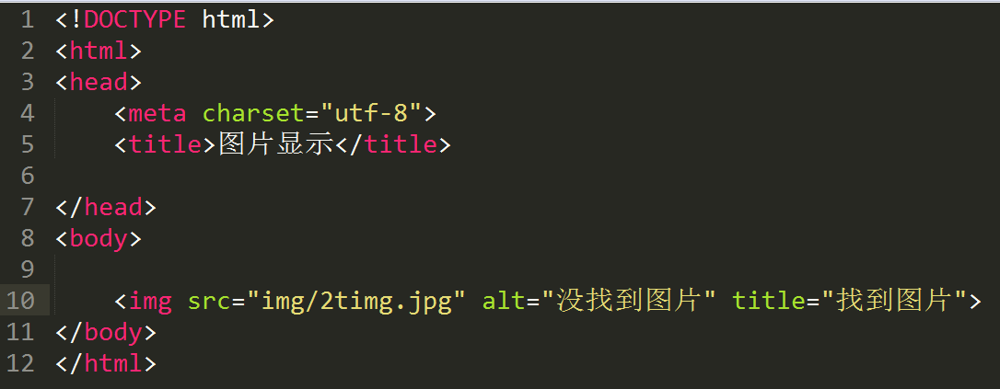 1 <!DOCTYPE html>
2 <html>
3 <head>
4     <meta charset="utf-8">
5     <title>图片显示</title>
6
7 </head>
8 <body>
9
10     <img src="img/2timg.jpg" alt="没找到图片" title="找到图片">
11 </body>
12 </html>